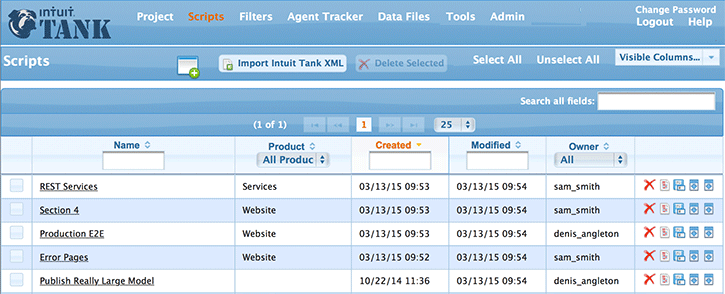 INTUIT
TANK
Project Scripts Filters Agent Tracker Data Files Tools Admin
Change Password
Logout Help
Scripts
Import Intuit Tank XML
Delete Selected
Select All Unselect All
Visible Columns...
Search all fields:
(1 of 1) 1 25
Name Product Created Modified Owner
All Produc All
REST Services Services 03/13/15 09:53 03/13/15 09:54 sam_smith
Section 4 Website 03/13/15 09:53 03/13/15 09:54 sam_smith
Production E2E Website 03/13/15 09:53 03/13/15 09:54 denis_angleton
Error Pages Website 03/13/15 09:52 03/13/15 09:54 sam_smith
Publish Really Large Model 10/22/14 11:36 03/13/15 09:54 denis_angleton